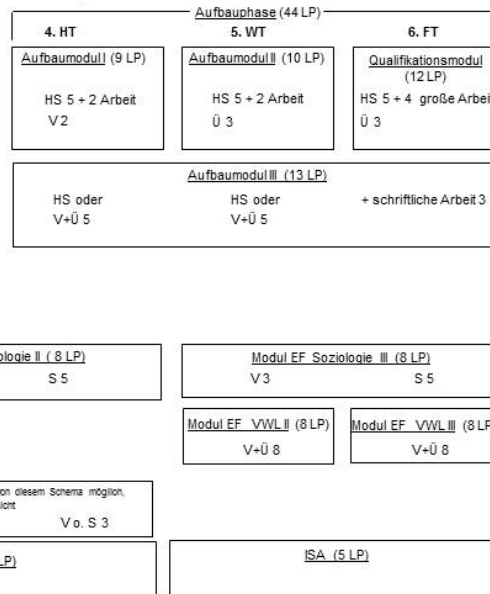 Aufbauphase (44 LP)
4. HT 5. WT 6. FT
Aufbaumodul I (9 LP)
HS 5 + 2 Arbeit
V 2
Aufbaumodul II (10 LP)
HS 5 + 2 Arbeit
Ü 3
Qualifikationsmodul
(12 LP)
HS 5 + 4 große Arbei
Ü 3
Aufbaumodul III (13 LP)
HS oder HS oder + schriftliche Arbeit 3
V+Ü 5 V+Ü 5
ologie II ( 8 LP)
S 5
Modul EF Soziologie III (8 LP)
V 3 S 5
Modul EF VWL II (8 LP)
V+Ü 8
Modul EF VWL III (8 LP
V+Ü 8
on diesem Schema möglich,
icht
V o. S 3
LP)
ISA (5 LP)